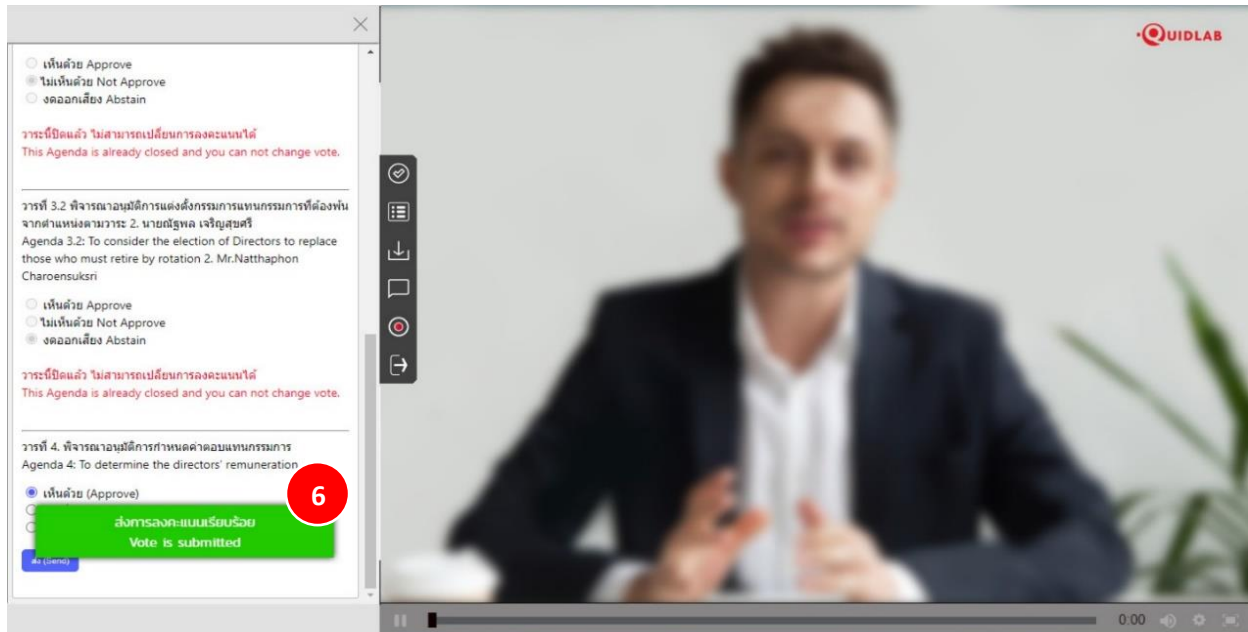 เห็นด้วย Approve
ไม่เห็นด้วย Not Approve
งดออกเสียง Abstain
วาระนี้ปิดแล้ว ไม่สามารถเปลี่ยนการลงคะแนนได้
This Agenda is already closed and you can not change vote.
วารที่ 3.2 พิจารณาอนุมัติการแต่งตั้งกรรมการแทนกรรมการที่ต้องพ้น
จากตำแหน่งตามวาระ 2. นายณัฐพล เจริญสุขศรี
Agenda 3.2: To consider the election of Directors to replace
those who must retire by rotation 2. Mr.Natthaphon
Charoensuksri
เห็นด้วย Approve
ไม่เห็นด้วย Not Approve
งดออกเสียง Abstain
วาระนี้ปิดแล้ว ไม่สามารถเปลี่ยนการลงคะแนนได้
This Agenda is already closed and you can not change vote.
วารที่ 4. พิจารณาอนุมัติการกำหนดค่าตอบแทนกรรมการ
Agenda 4: To determine the directors' remuneration
เห็นด้วย (Approve)
6
ส่งการลงคะแนนเรียบร้อย
Vote is submitted
ส่ง (Send)
QUIDLAB
0:00